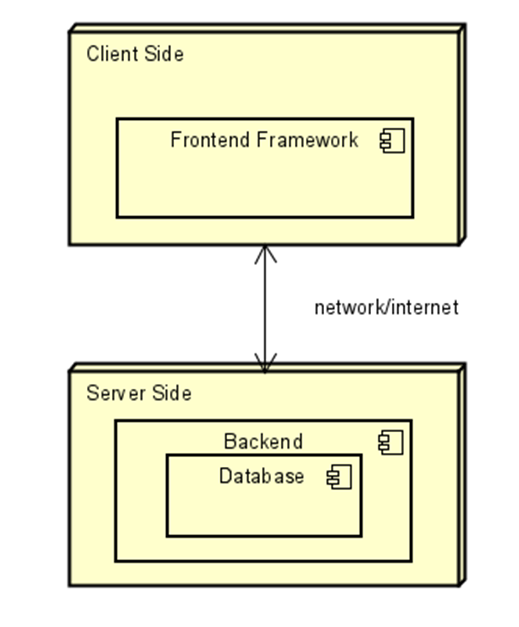 Client Side
Frontend Framework
network/internet
Server Side
Backend
Database